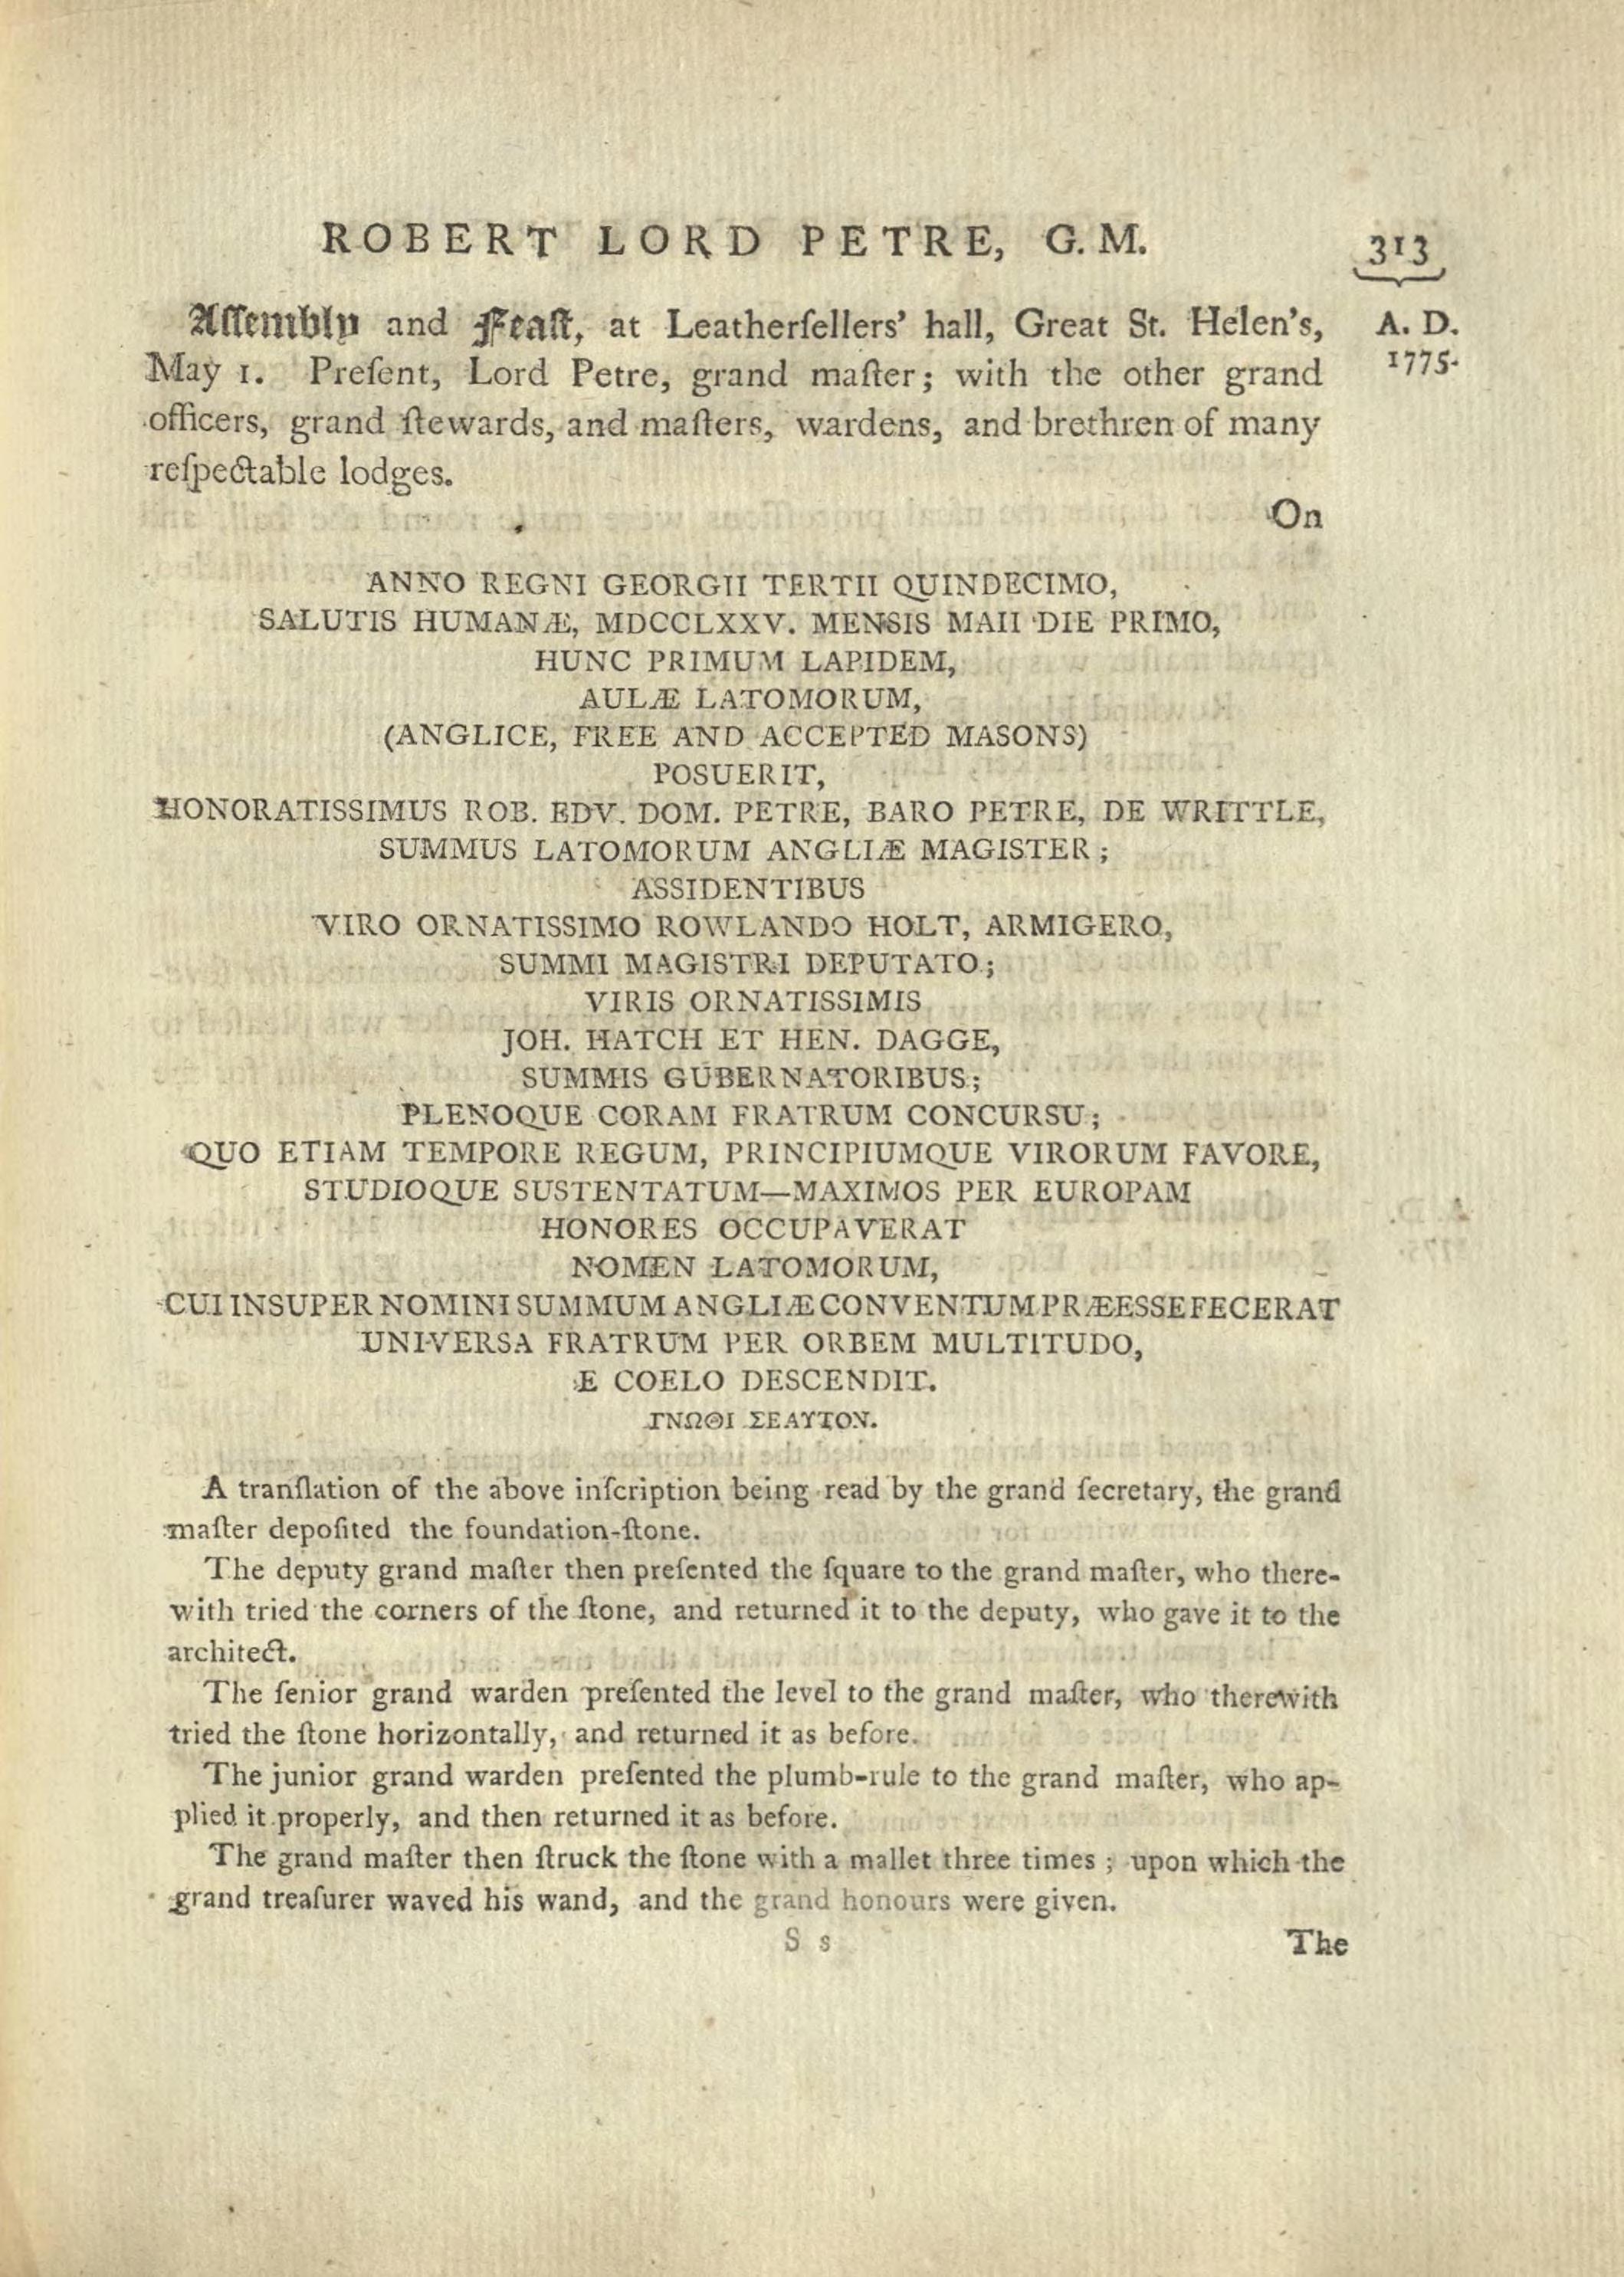 ROBERT LORD PETRE, G. M.
313
Aſſembly and Feaſt, at Leatherſellers' hall, Great St. Helen's,
A. D.
1775.
May 1. Preſent, Lord Petre, grand maſter; with the other grand
officers, grand ſtewards, and maſters, wardens, and brethren of many
reſpectable lodges.
On
ANNO REGNI GEORGII TERTII QUINDECIMO,
SALUTIS HUMANÆ, MDCCLXXV. MENSIS MAII DIE PRIMO,
HUNC PRIMUM LAPIDEM,
AULÆ LATOMORUM,
(ANGLICE, FREE AND ACCEPTED MASONS)
POSUERIT,
HONORATISSIMUS ROB. EDV. DOM. PETRE, BARO PETRE, DE WRITTLE,
SUMMUS LATOMORUM ANGLIÆ MAGISTER;
ASSIDENTIBUS
VIRO ORNATISSIMO ROWLANDO HOLT, ARMIGERO,
SUMMI MAGISTRI DEPUTATO;
VIRIS ORNATISSIMIS
JOH. HATCH ET HEN. DAGGE,
SUMMIS GUBERNATORIBUS;
PLENOQUE CORAM FRATRUM CONCURSU;
QUO ETIAM TEMPORE REGUM, PRINCIPIUMQUE VIRORUM FAVORE,
STUDIOQUE SUSTENTATUM—MAXIMOS PER EUROPAM
HONORES OCCUPAVERAT
NOMEN LATOMORUM,
CUI INSUPER NOMINI SUMMUM ANGLIÆ CONVENTUM PRÆESSE FECERAT
UNIVERSA FRATRUM PER ORBEM MULTITUDO,
E COELO DESCENDIT.
ΓΝΩΘΙ ΣΕΑΥΤΟΝ.
A tranſlation of the above inſcription being read by the grand ſecretary, the grand
maſter depoſited the foundation-ſtone.
The deputy grand maſter then preſented the ſquare to the grand maſter, who there-
with tried the corners of the ſtone, and returned it to the deputy, who gave it to the
architect.
The ſenior grand warden preſented the level to the grand maſter, who therewith
tried the ſtone horizontally, and returned it as before.
The junior grand warden preſented the plumb-rule to the grand maſter, who ap-
plied it properly, and then returned it as before.
The grand maſter then ſtruck the ſtone with a mallet three times; upon which the
grand treaſurer waved his wand, and the grand honours were given.
S s
The